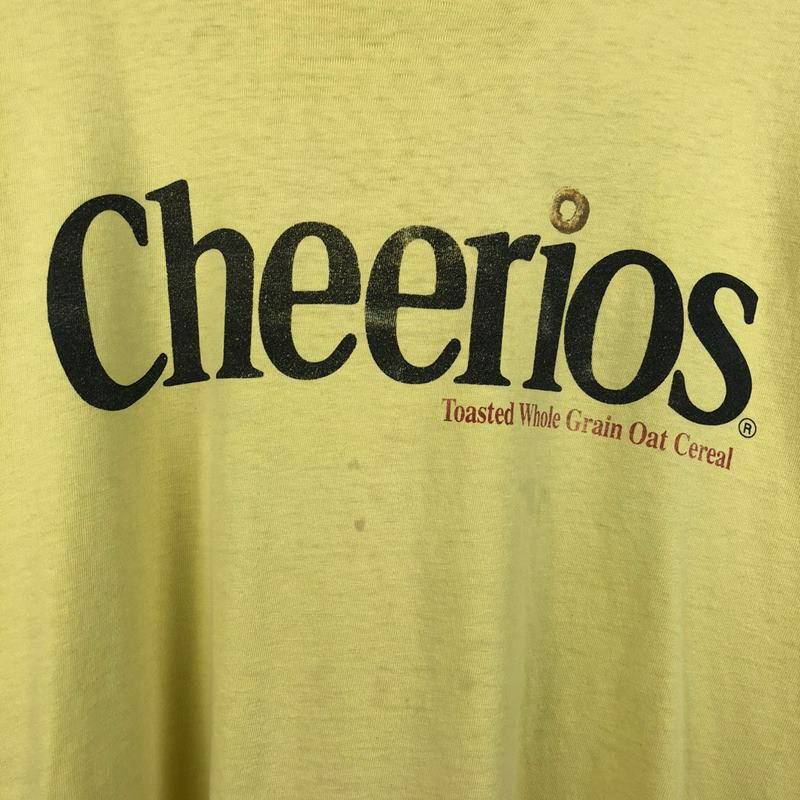 Cheerios®
Toasted Whole Grain Oat Cereal